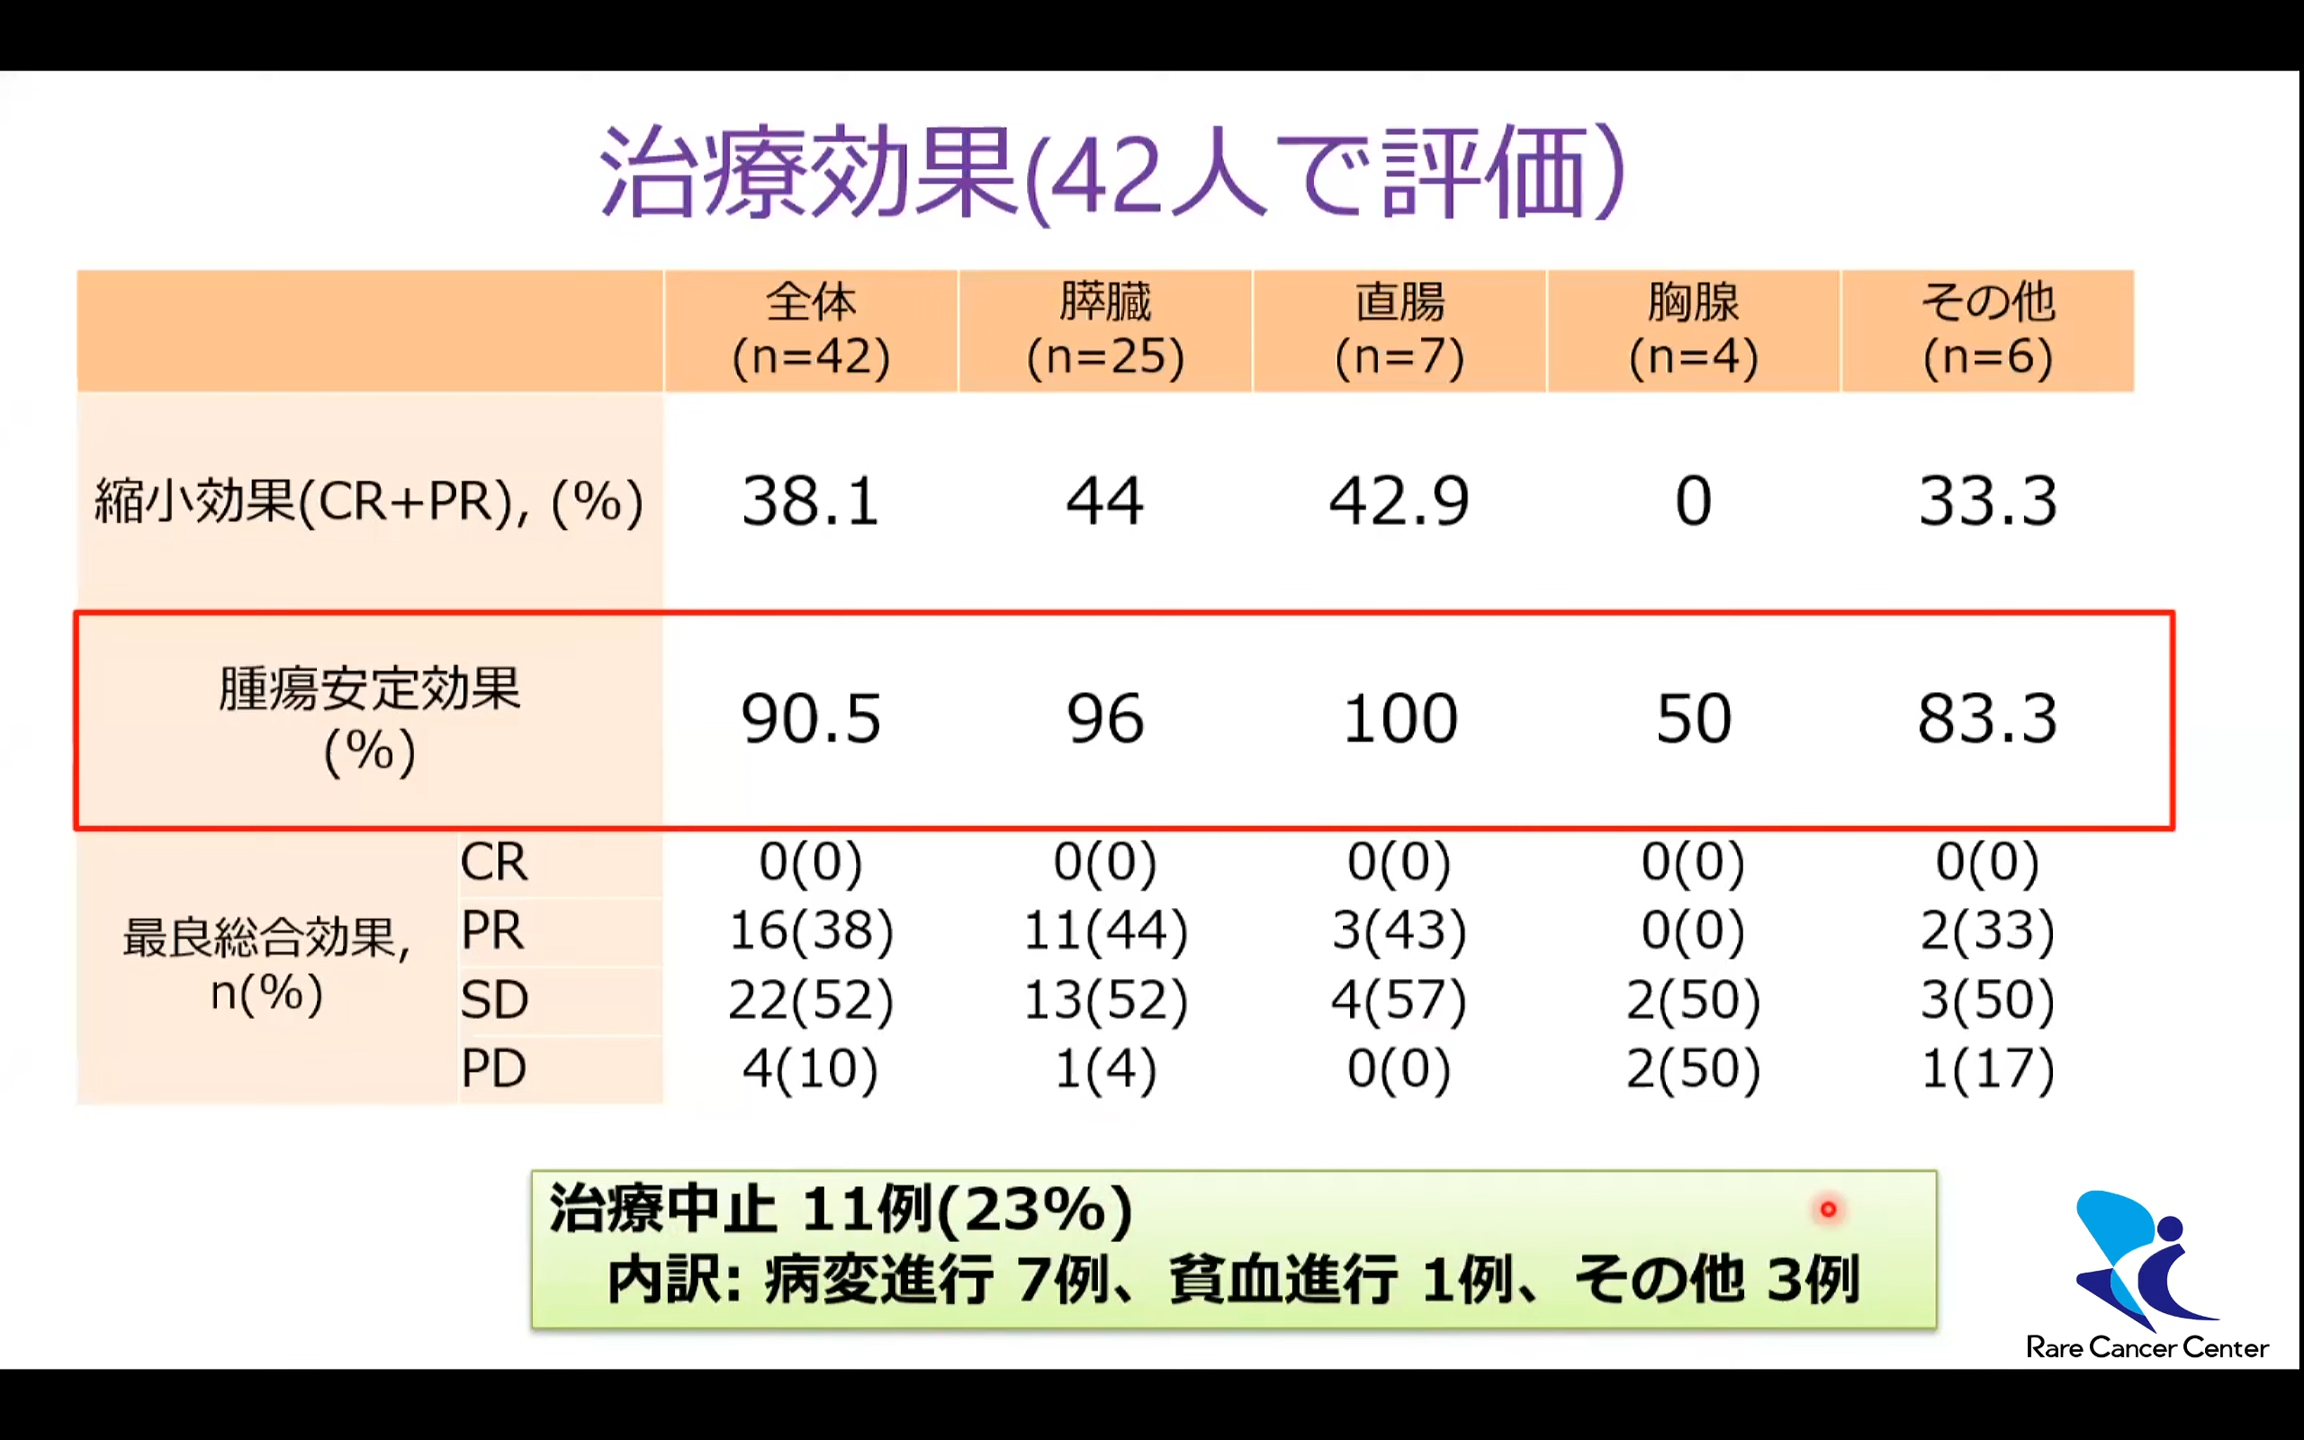 治療効果(42人で評価）
全体 膵臓 直腸 胸腺 その他
(n=42) (n=25) (n=7) (n=4) (n=6)
縮小効果(CR+PR), (%) 38.1 44 42.9 0 33.3
腫瘍安定効果
(%) 90.5 96 100 50 83.3
最良総合効果,
n(%)
CR 0(0) 0(0) 0(0) 0(0) 0(0)
PR 16(38) 11(44) 3(43) 0(0) 2(33)
SD 22(52) 13(52) 4(57) 2(50) 3(50)
PD 4(10) 1(4) 0(0) 2(50) 1(17)
治療中止 11例(23%)
内訳: 病変進行 7例、貧血進行 1例、その他 3例
Rare Cancer Center